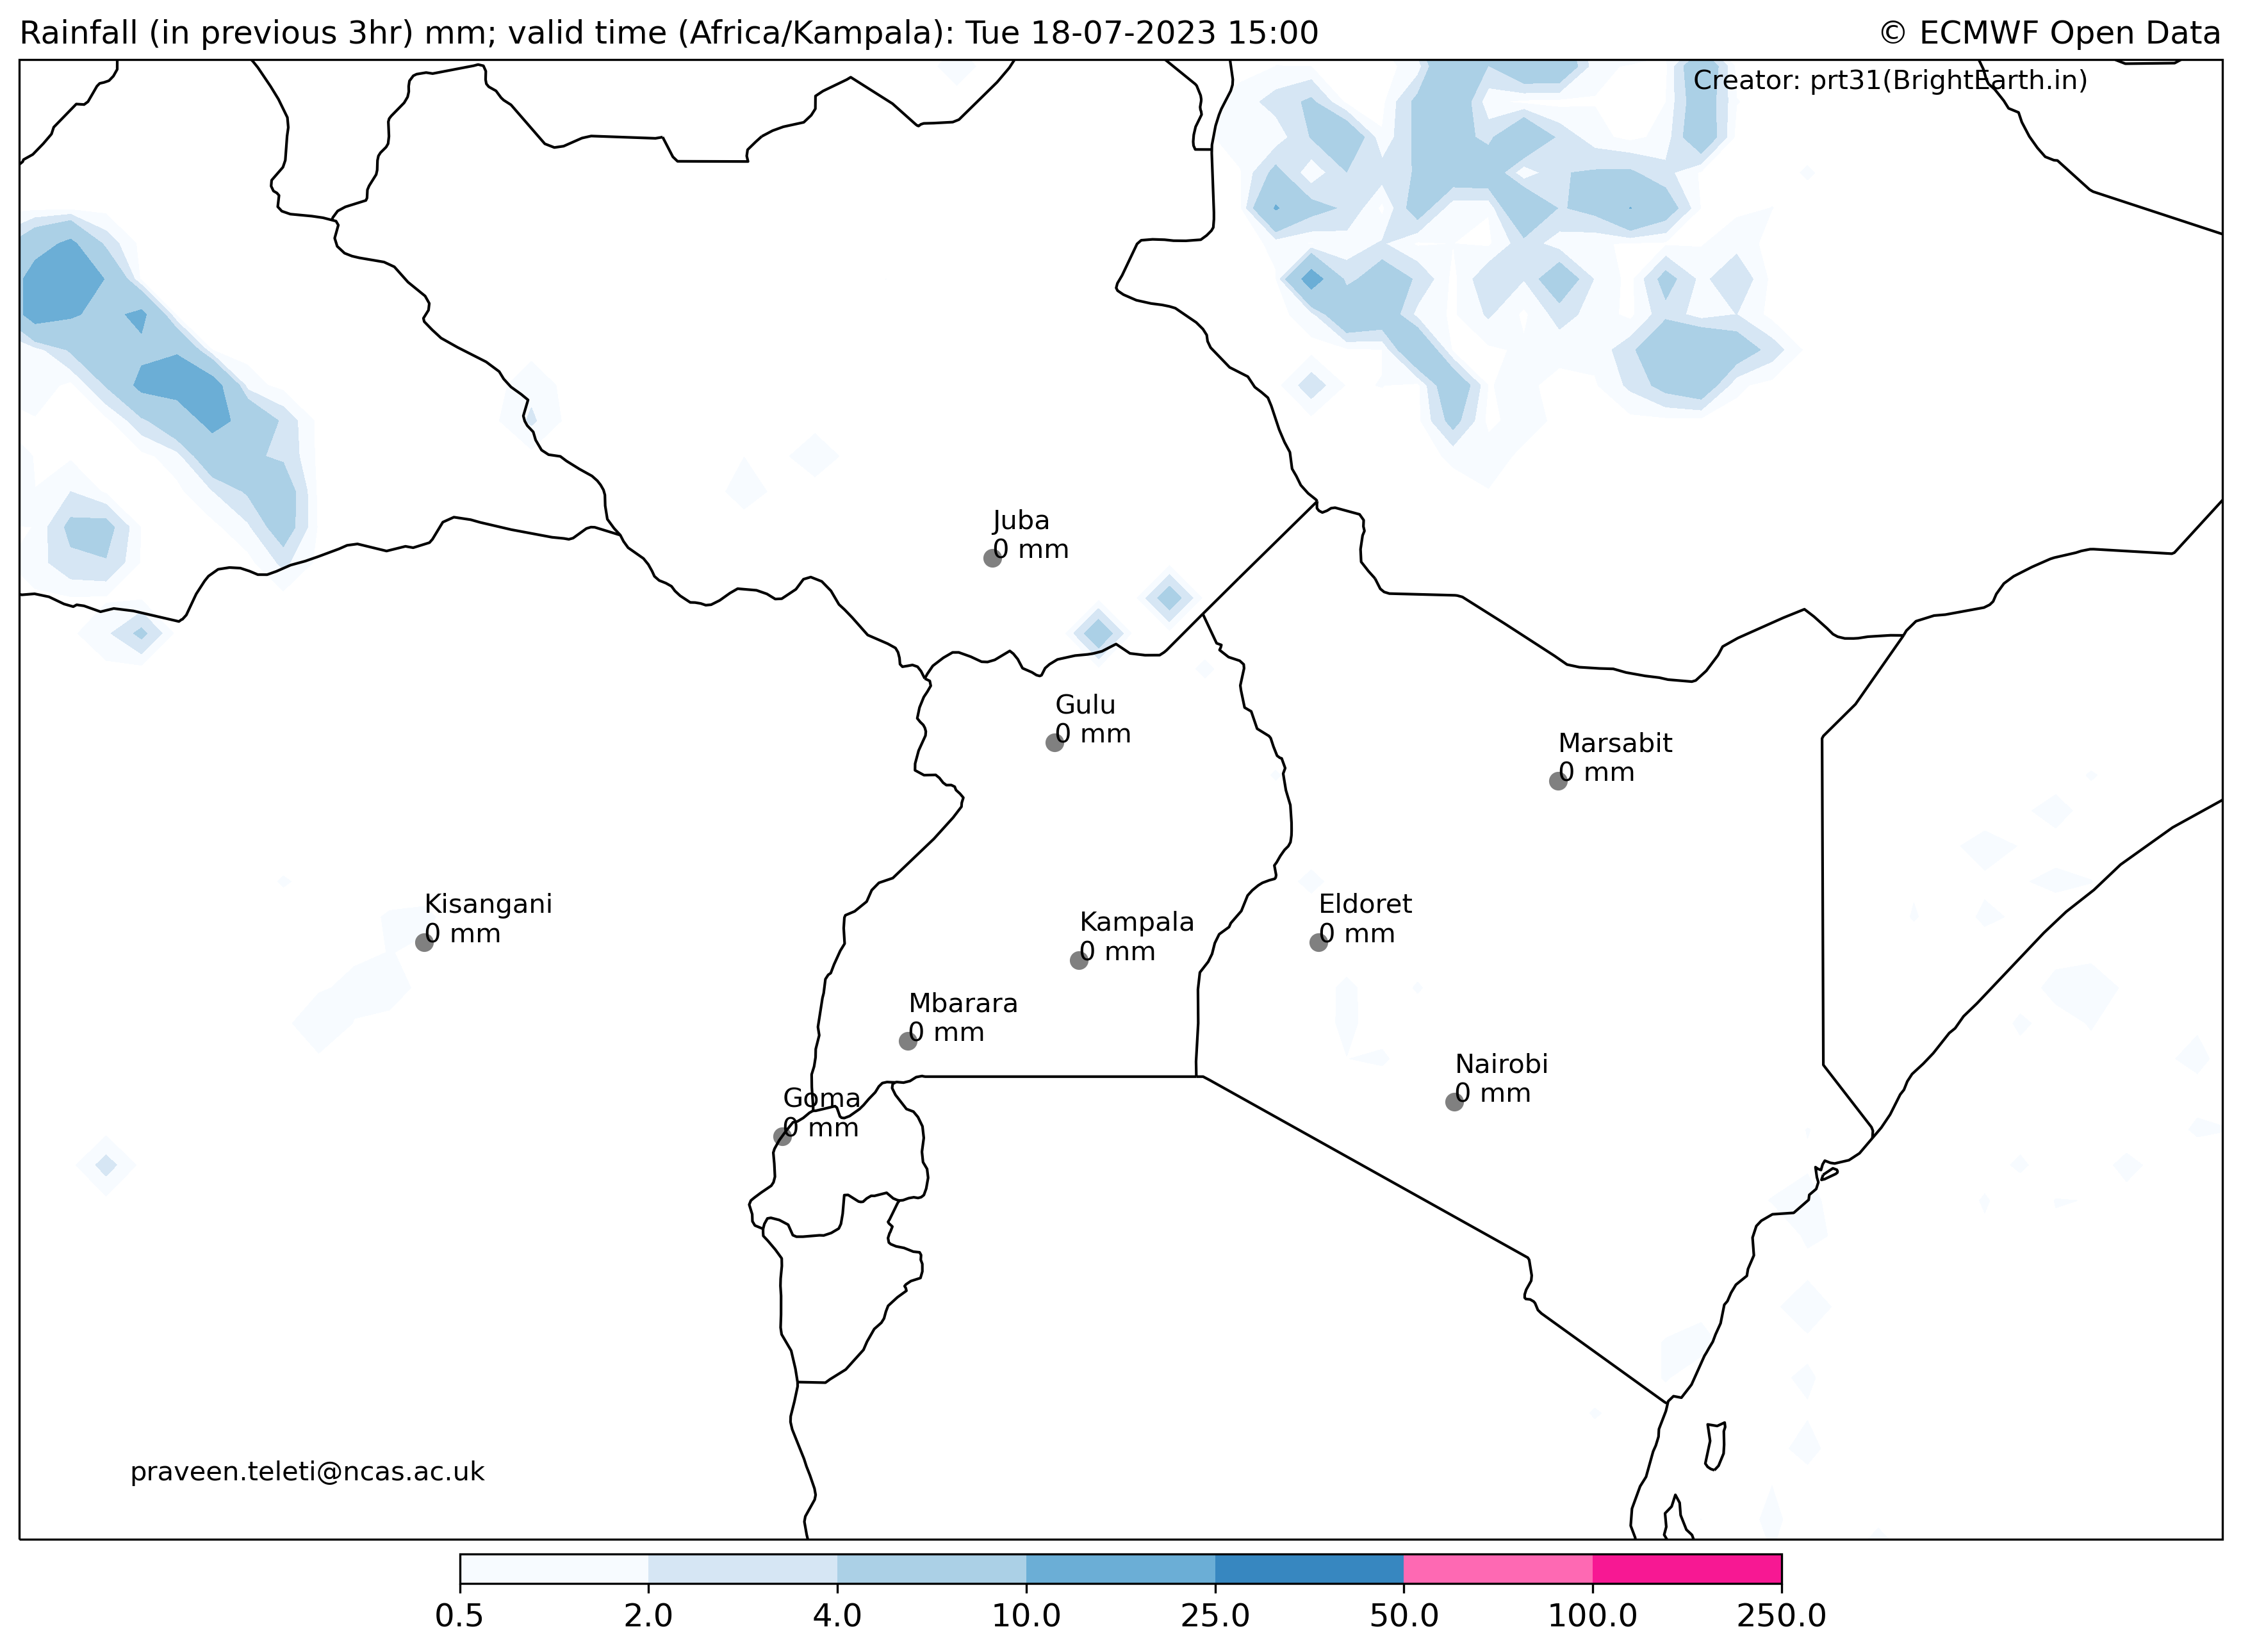 Rainfall (in previous 3hr) mm; valid time (Africa/Kampala): Tue 18-07-2023 15:00
© ECMWF Open Data
Creator: prt31(BrightEarth.in)
Juba
0 mm
Gulu
0 mm
Marsabit
0 mm
Kisangani
0 mm
Eldoret
0 mm
Kampala
0 mm
Mbarara
0 mm
Nairobi
0 mm
Goma
0 mm
praveen.teleti@ncas.ac.uk
0.5 2.0 4.0 10.0 25.0 50.0 100.0 250.0